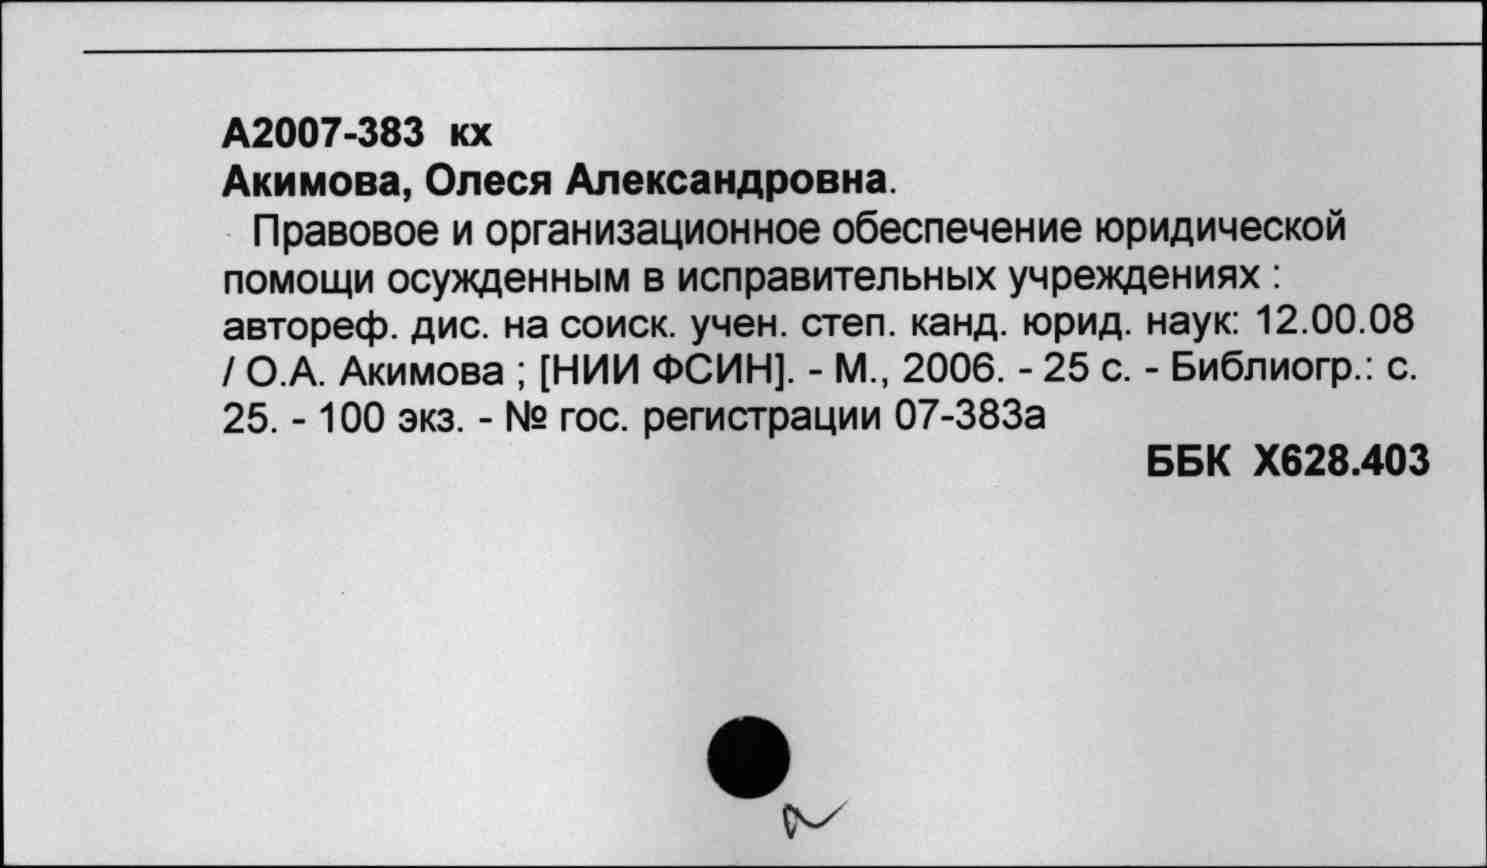 А2007-383 кх
Акимова, Олеся Александровна.
Правовое и организационное обеспечение юридической
помощи осужденным в исправительных учреждениях :
автореф. дис. на соиск. учен. степ. канд. юрид. наук: 12.00.08
/ О.А. Акимова ; [НИИ ФСИН]. - М., 2006. - 25 с. - Библиогр.: с.
25. - 100 экз. - № гос. регистрации 07-383а
ББК Х628.403